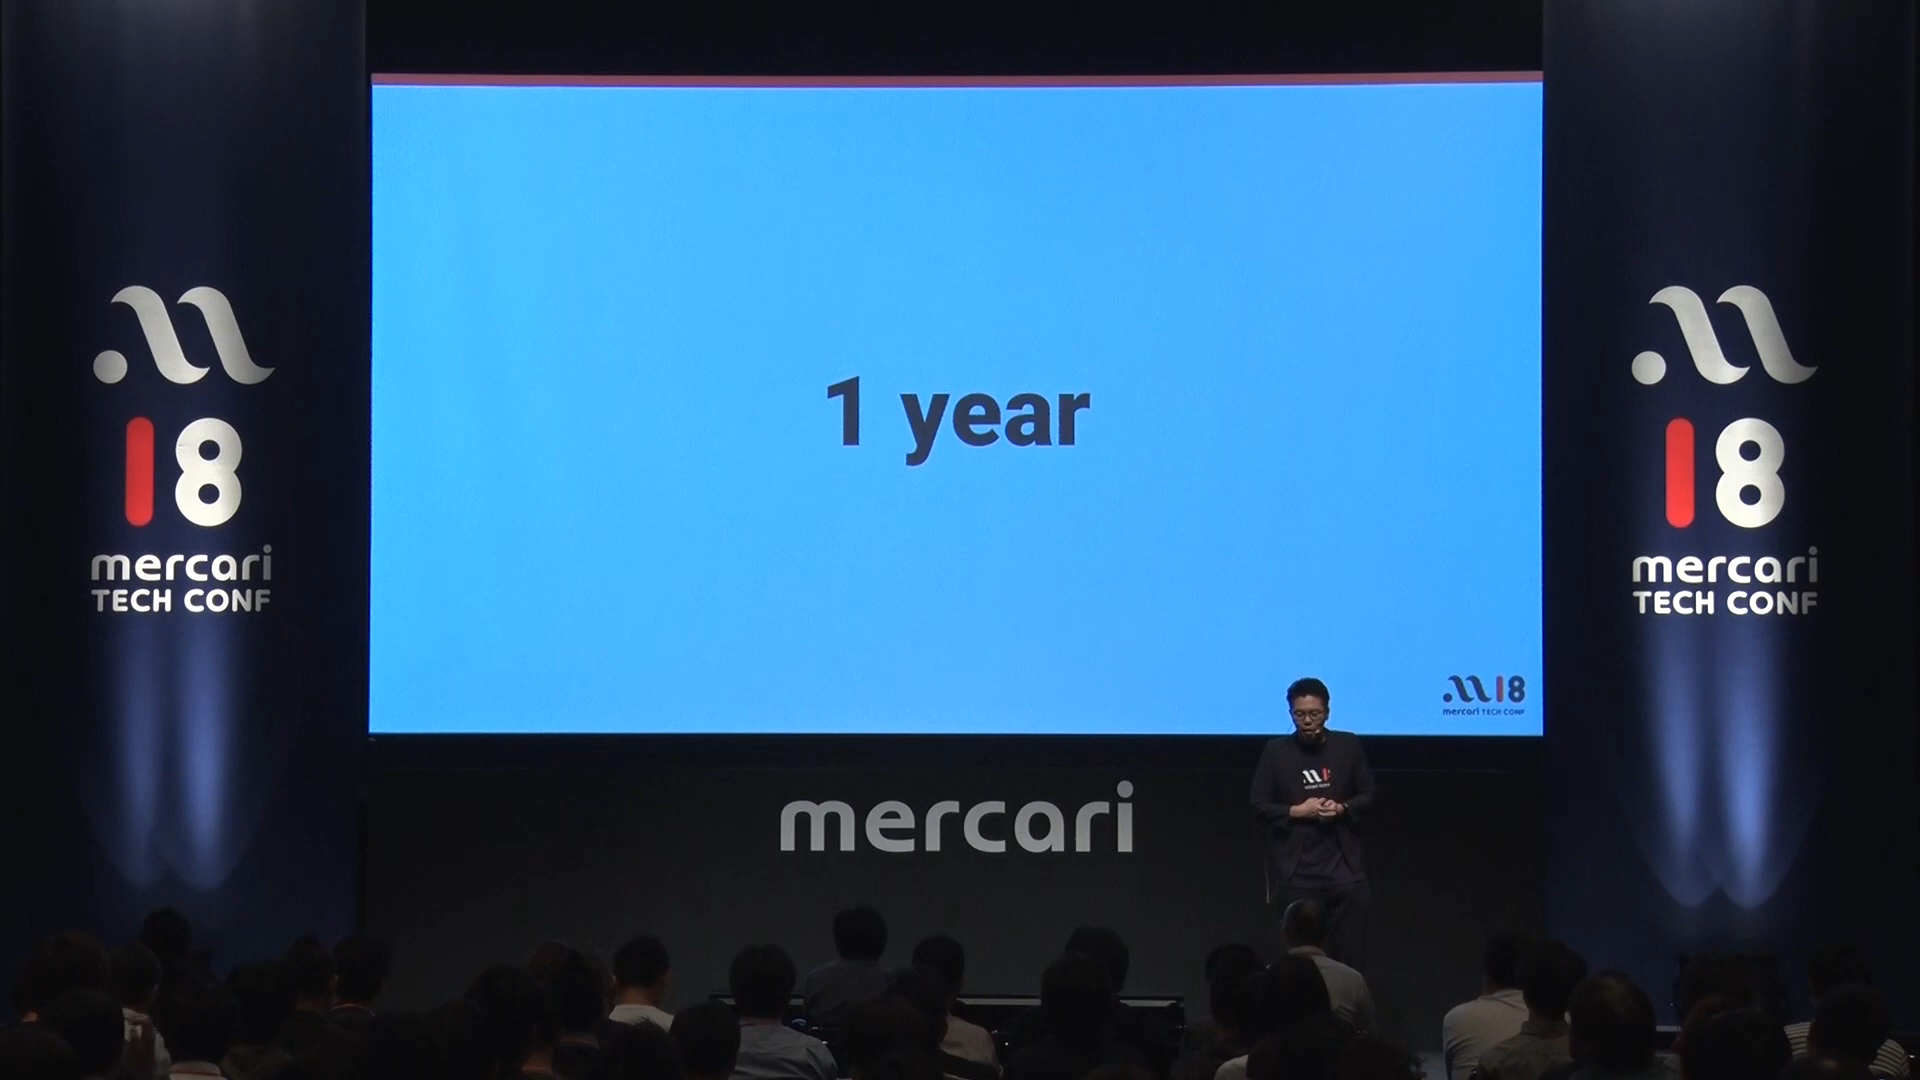 1 year
18
mercari TECH CONF
18
mercari
TECH CONF
18
mercari
TECH CONF
mercari